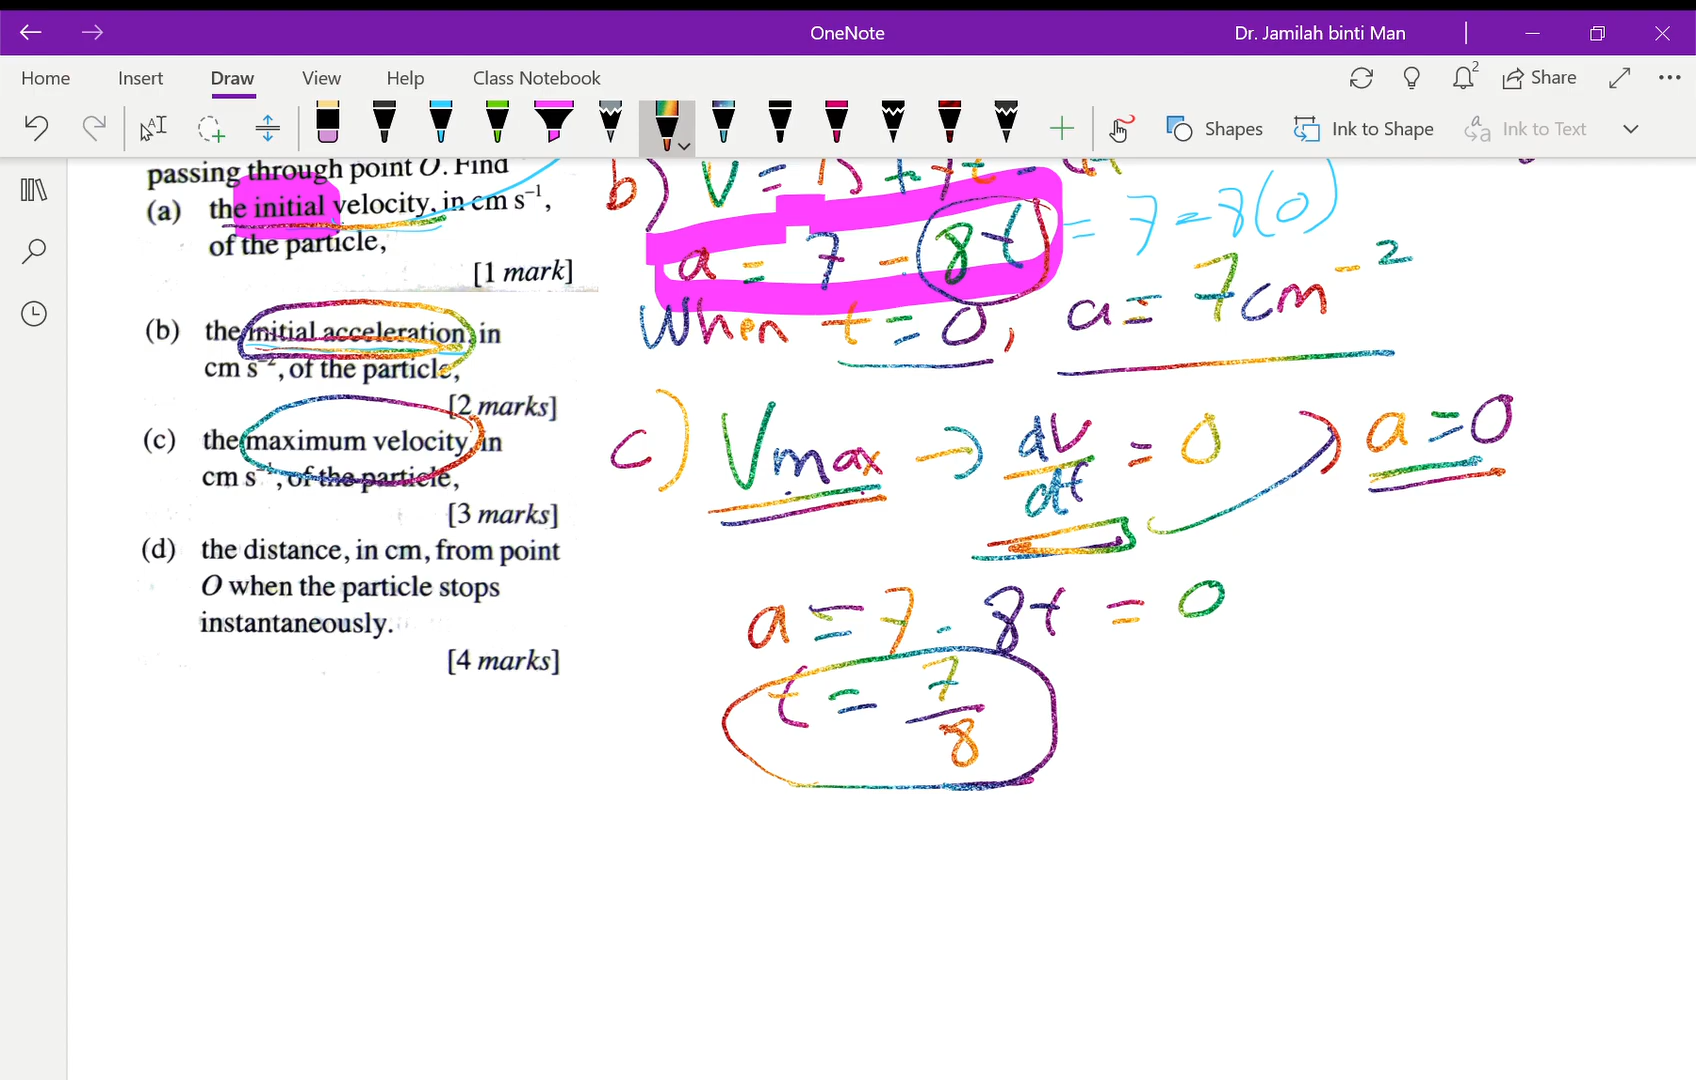 OneNote
Dr. Jamilah binti Man
Home Insert Draw View Help Class Notebook
2
Share
Shapes Ink to Shape Ink to Text
passing through point O. Find
(a) the initial velocity, in cm s⁻¹,
of the particle,
[1 mark]
(b) the initial acceleration, in
cm s⁻², of the particle,
[2 marks]
(c) the maximum velocity, in
cm s⁻¹, of the particle,
[3 marks]
(d) the distance, in cm, from point
O when the particle stops
instantaneously.
[4 marks]
b) V =
a = 7 - 8t = 7 - 8(0)
When t = 0, a = 7cm⁻²
c) Vmax → dv/dt = 0, a = 0
a = 7 - 8t = 0
t = 7/8